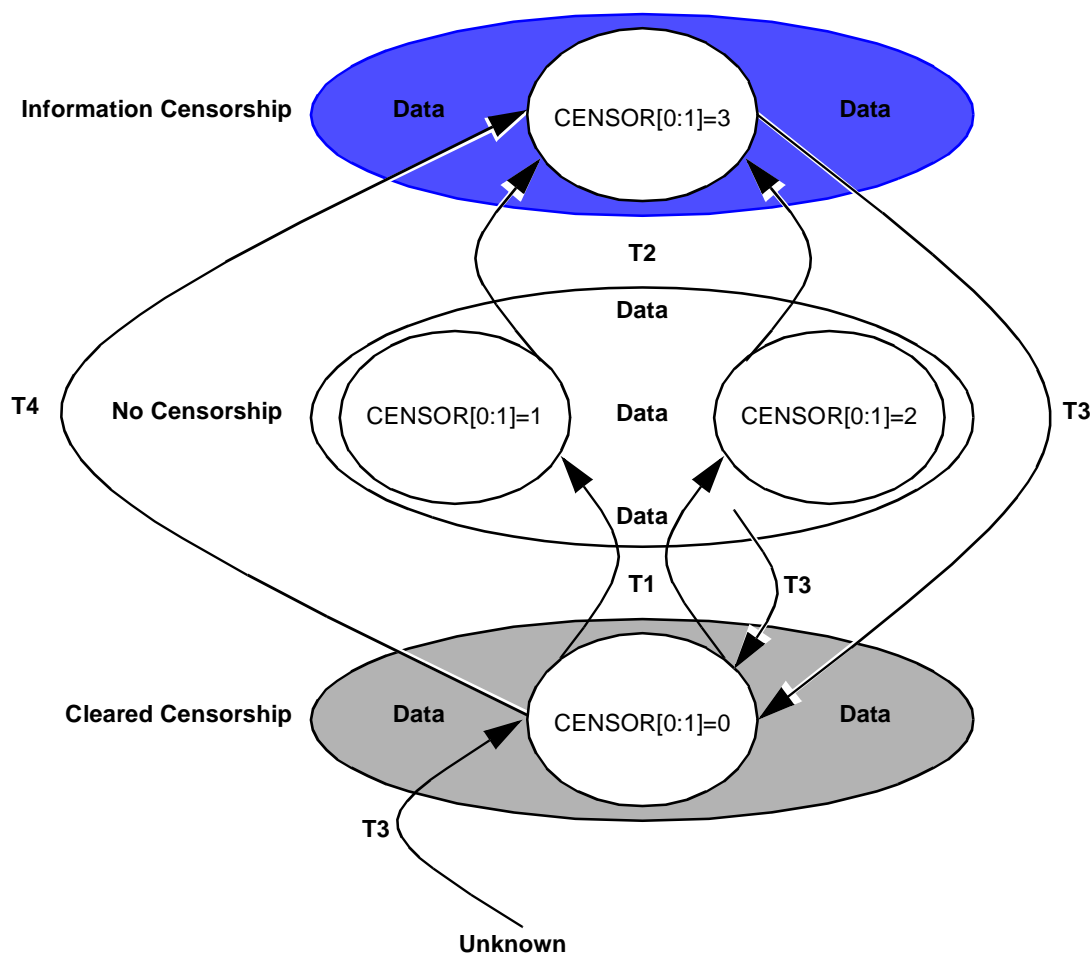 Information Censorship
Data
CENSOR[0:1]=3
Data
T2
Data
T4
No Censorship
CENSOR[0:1]=1
Data
CENSOR[0:1]=2
T3
Data
T1
T3
Cleared Censorship
Data
CENSOR[0:1]=0
Data
T3
Unknown